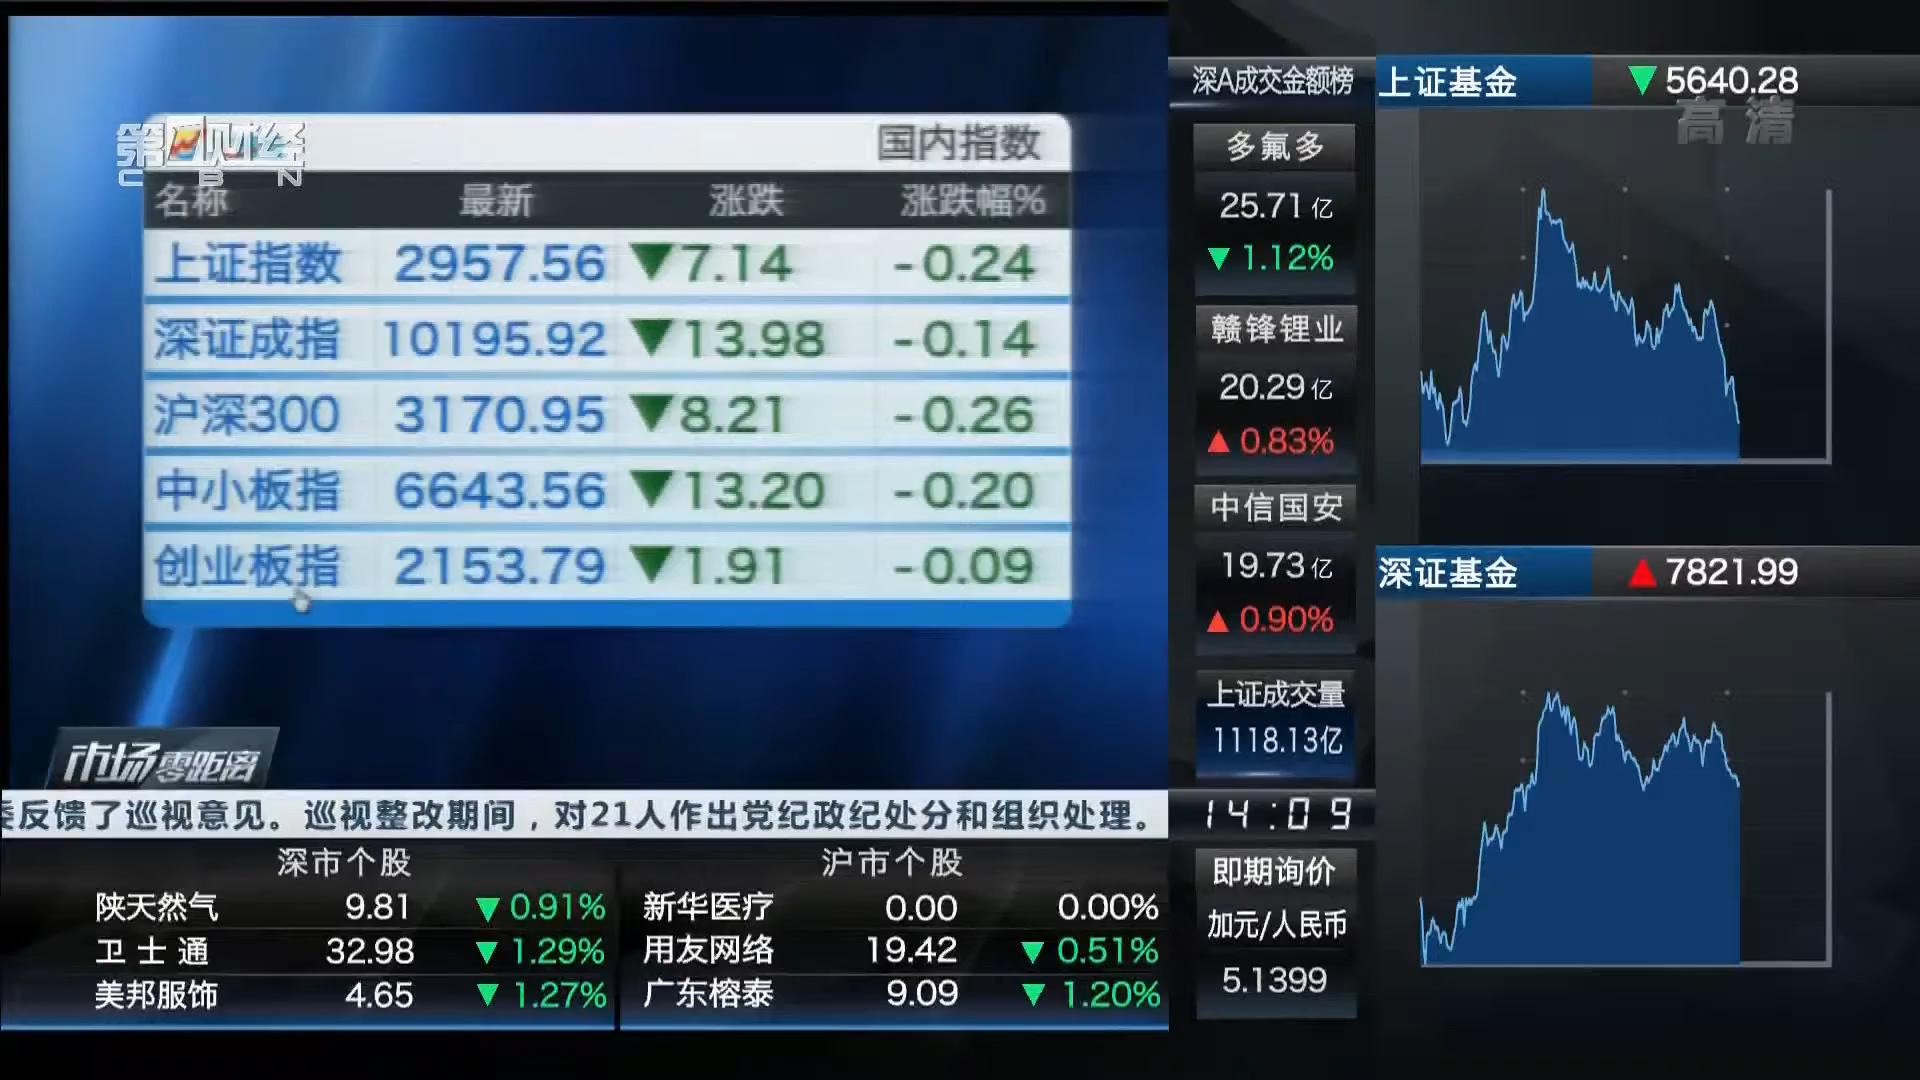 第一财经
CBN
国内指数
名称 最新 涨跌 涨跌幅%
上证指数 2957.56 ▼7.14 -0.24
深证成指 10195.92 ▼13.98 -0.14
沪深300 3170.95 ▼8.21 -0.26
中小板指 6643.56 ▼13.20 -0.20
创业板指 2153.79 ▼1.91 -0.09
市场零距离
委反馈了巡视意见。巡视整改期间，对21人作出党纪政纪处分和组织处理。
深市个股
陕天然气 9.81 ▼0.91%
卫士通 32.98 ▼1.29%
美邦服饰 4.65 ▼1.27%
沪市个股
新华医疗 0.00 0.00%
用友网络 19.42 ▼0.51%
广东榕泰 9.09 ▼1.20%
深A成交金额榜
多氟多
25.71亿
▼1.12%
赣锋锂业
20.29亿
▲0.83%
中信国安
19.73亿
▲0.90%
上证成交量
1118.13亿
14:09
即期询价
加元/人民币
5.1399
上证基金 ▼5640.28
高清
深证基金 ▲7821.99